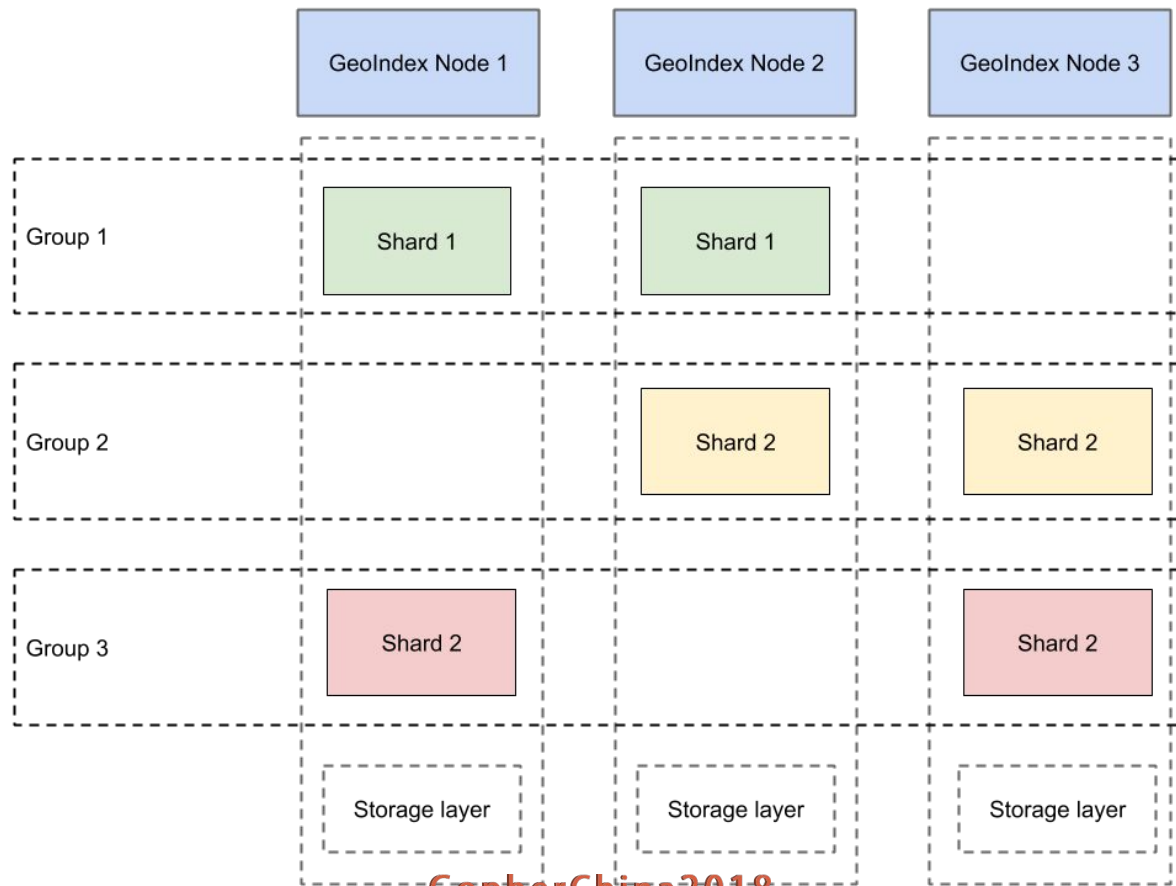 GeoIndex Node 1
GeoIndex Node 2
GeoIndex Node 3
Group 1
Shard 1
Shard 1
Group 2
Shard 2
Shard 2
Group 3
Shard 2
Shard 2
Storage layer
Storage layer
Storage layer
GopherChina2018